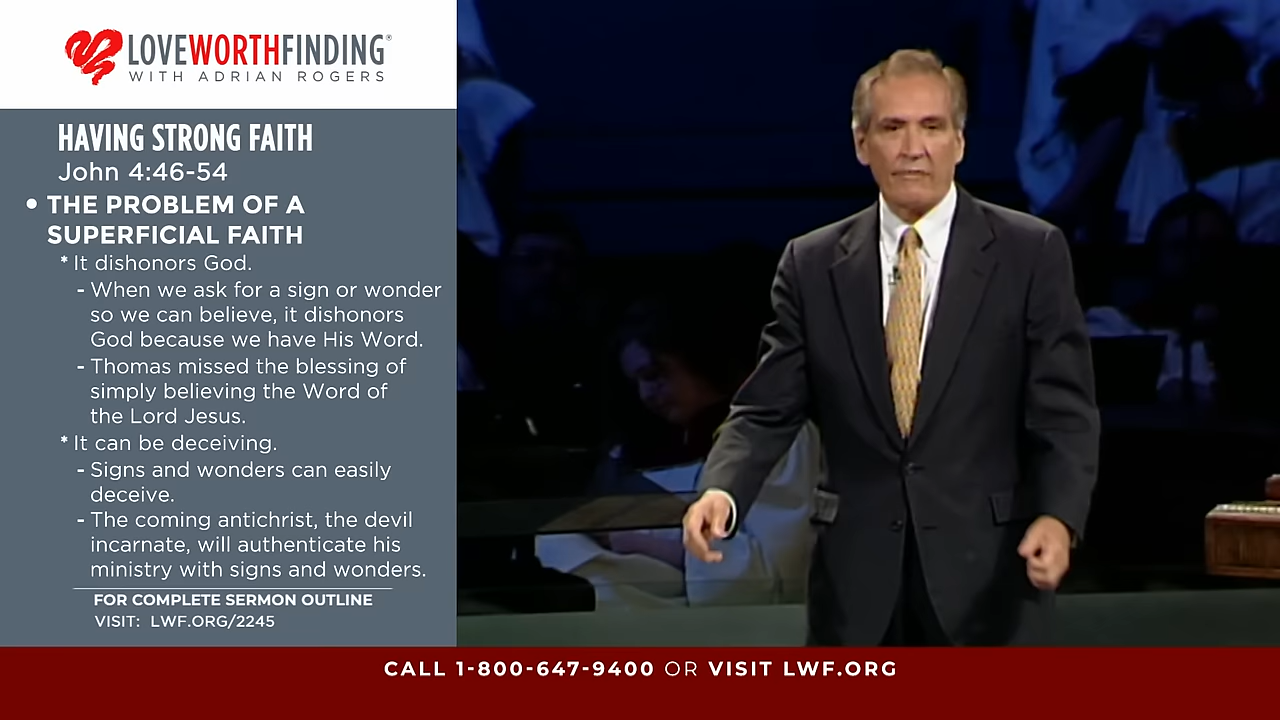 LOVEWORTHFINDING®
WITH ADRIAN ROGERS
HAVING STRONG FAITH
John 4:46-54
• THE PROBLEM OF A
SUPERFICIAL FAITH
* It dishonors God.
- When we ask for a sign or wonder
so we can believe, it dishonors
God because we have His Word.
- Thomas missed the blessing of
simply believing the Word of
the Lord Jesus.
* It can be deceiving.
- Signs and wonders can easily
deceive.
- The coming antichrist, the devil
incarnate, will authenticate his
ministry with signs and wonders.
FOR COMPLETE SERMON OUTLINE
VISIT: LWF.ORG/2245
CALL 1-800-647-9400 OR VISIT LWF.ORG